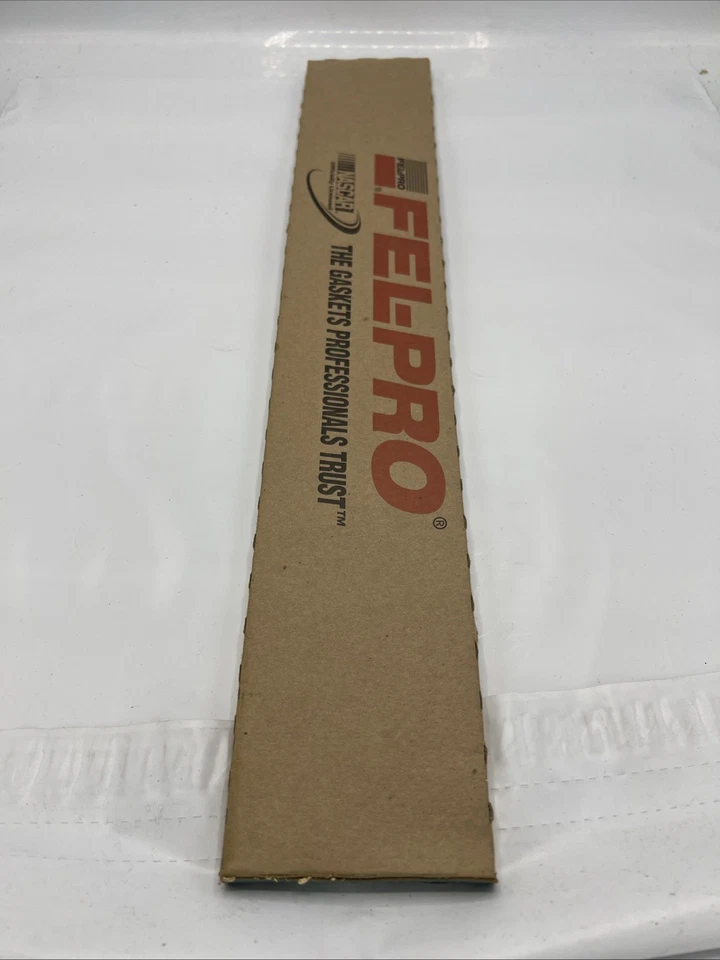 FEL-PRO
FEL-PRO®
NASCAR
THE GASKETS PROFESSIONALS TRUST™